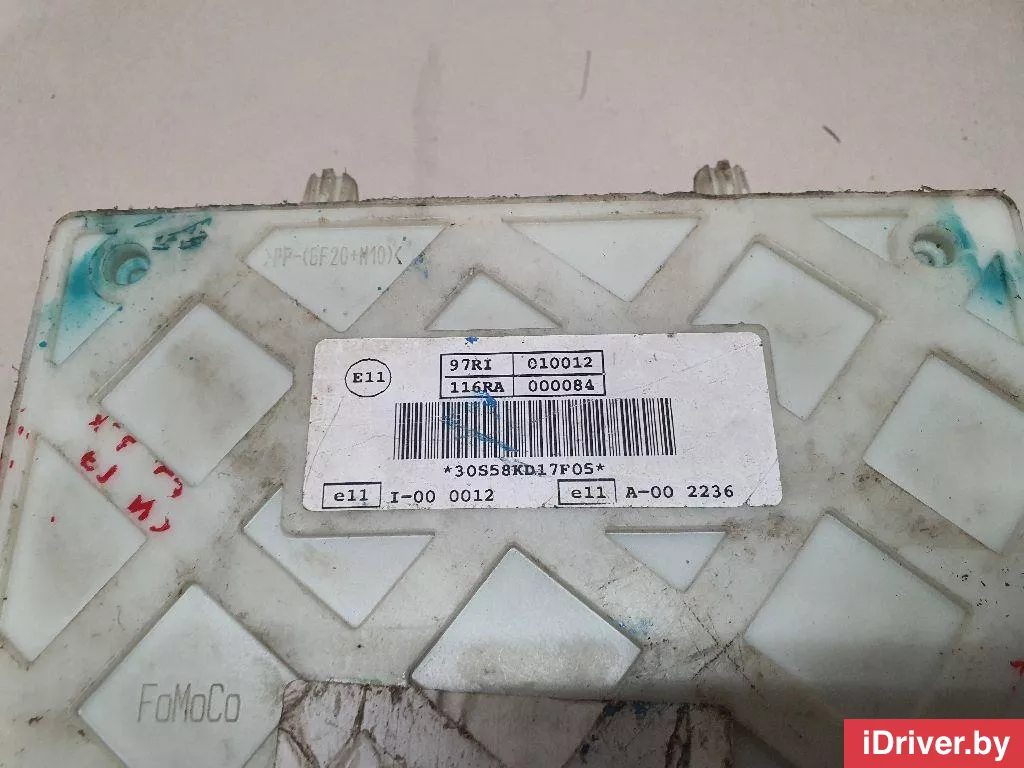 >PP-(GF20+M10)<
E11
97RI 010012
116RA 000084
*30S58KD17F05*
e11 I-00 0012
e11 A-00 2236
FoMoCo
iDriver.by